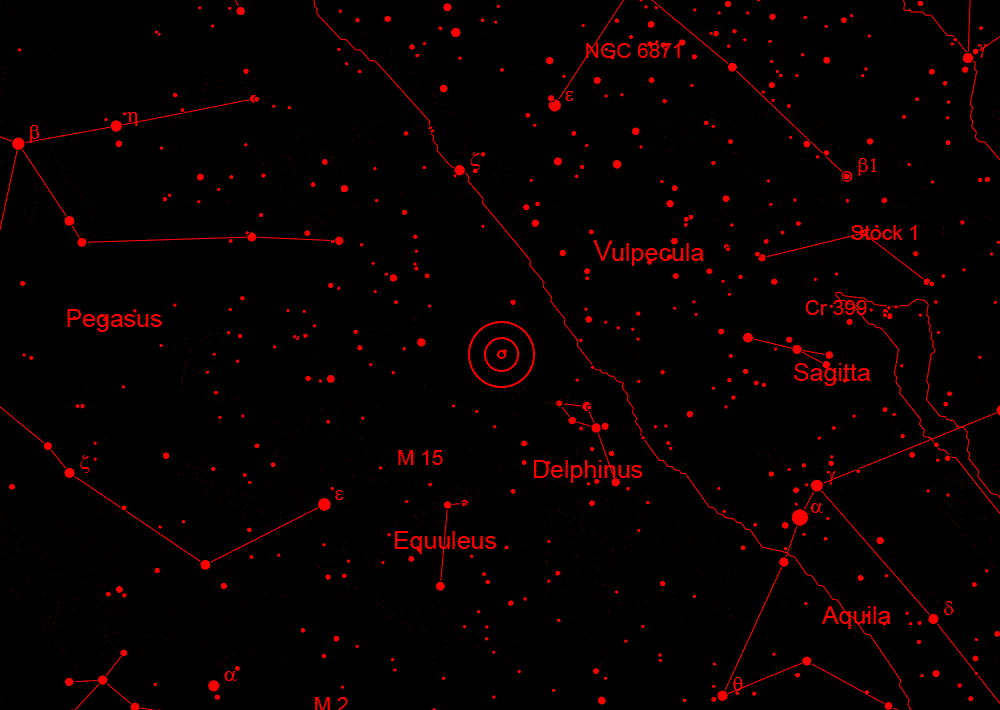 NGC 6871
ε
γ
β
η
ζ
β1
Stock 1
Vulpecula
Pegasus
Cr 399
Sagitta
M 15
Delphinus
ζ
ε
γ
α
Equuleus
Aquila
δ
α
θ
M 2